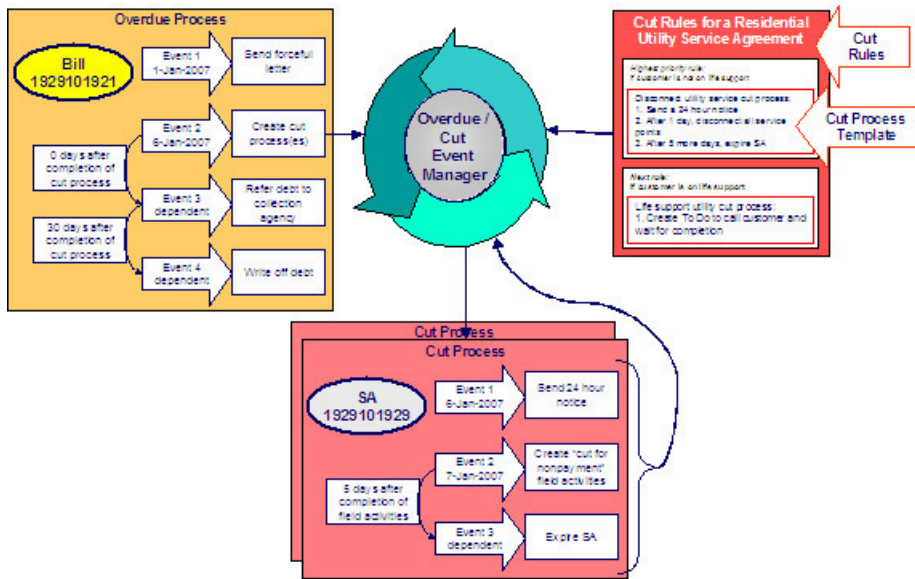 Overdue Process
Bill
1929101921
Event 1
1-Jan-2007
Send forceful
letter
Event 2
6-Jan-2007
Create cut
process(es)
0 days after
completion of
cut process
Event 3
dependent
Refer debt to
collection
agency
30 days after
completion of
cut process
Event 4
dependent
Write off debt
Overdue /
Cut
Event
Manager
Cut Rules for a Residential
Utility Service Agreement
Highest priority rule:
If customer is not on life support
Disconnect utility service cut process:
1. Send a 24 hour notice
2. After 1 day, disconnect all service
points
3. After 5 more days, expire SA
Next rule:
If customer is on life support
Life support utility cut process:
1. Create To Do to call customer and
wait for completion
Cut
Rules
Cut Process
Template
Cut Process
Cut Process
SA
1929101929
Event 1
6-Jan-2007
Send 24 hour
notice
Event 2
7-Jan-2007
Create "cut for
nonpayment"
field activities
5 days after
completion of
field activities
Event 3
dependent
Expire SA